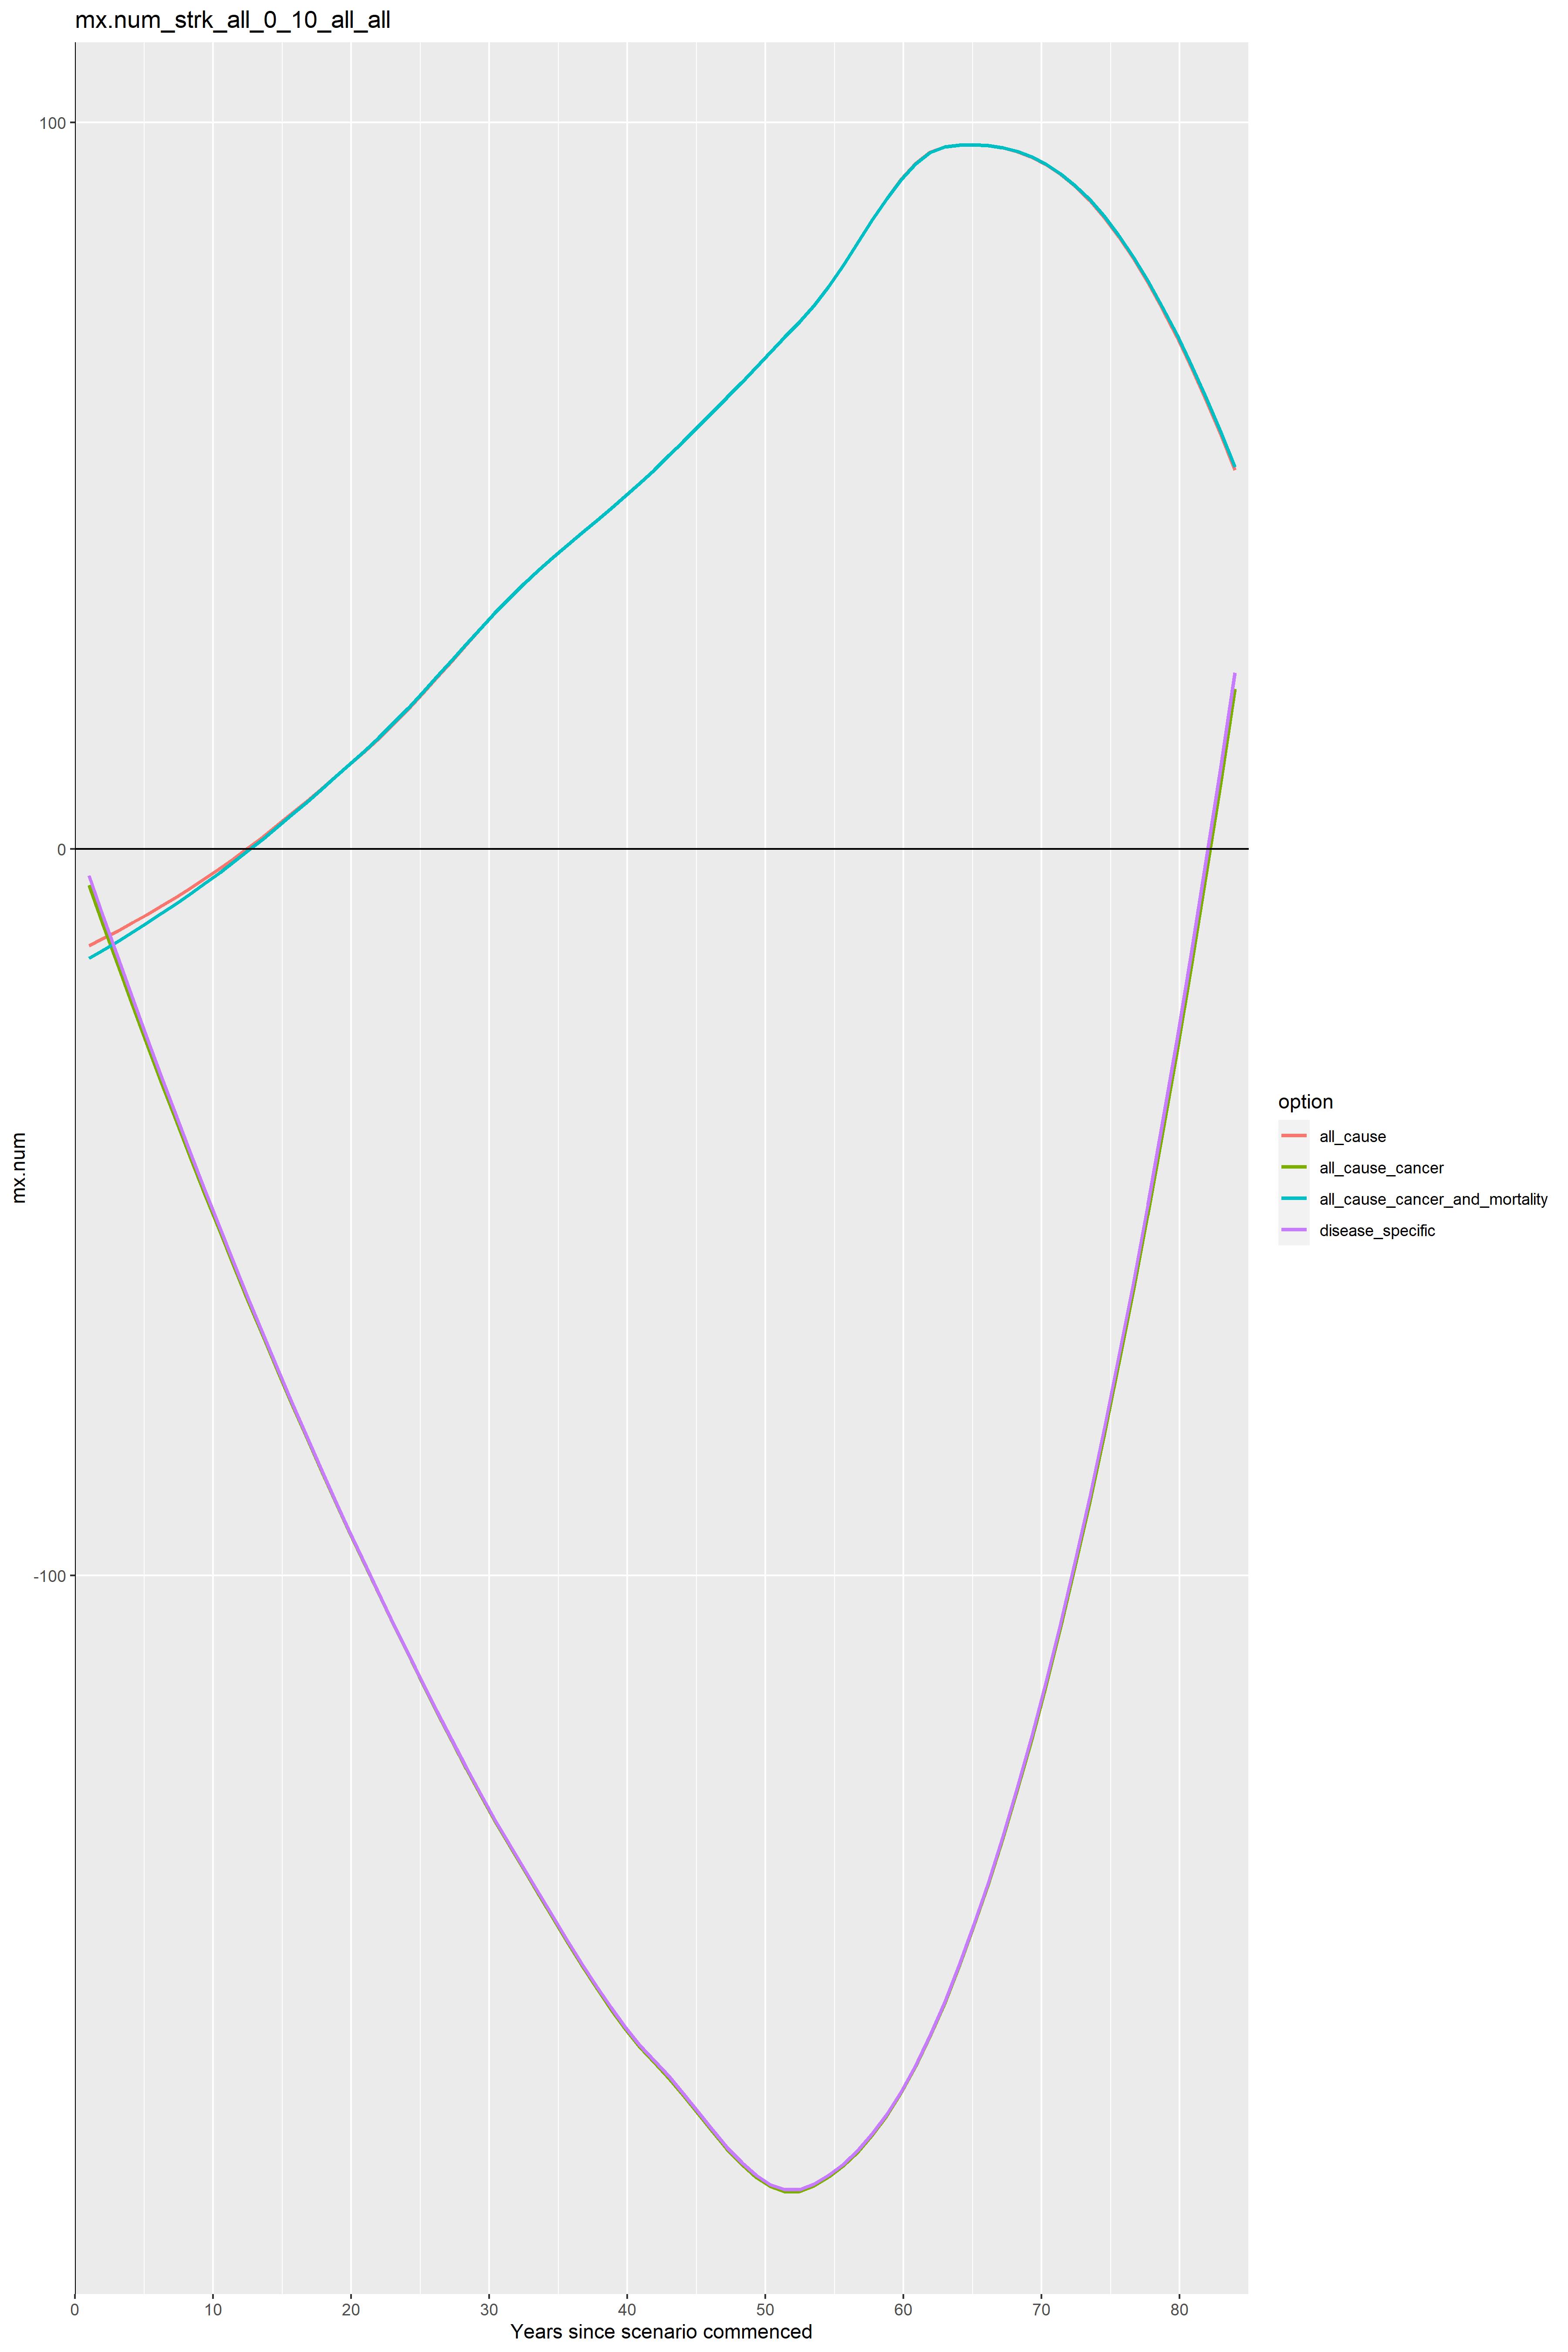 mx.num_strk_all_0_10_all_all
100
0
-100
mx.num
0 10 20 30 40 50 60 70 80
Years since scenario commenced
option
all_cause
all_cause_cancer
all_cause_cancer_and_mortality
disease_specific